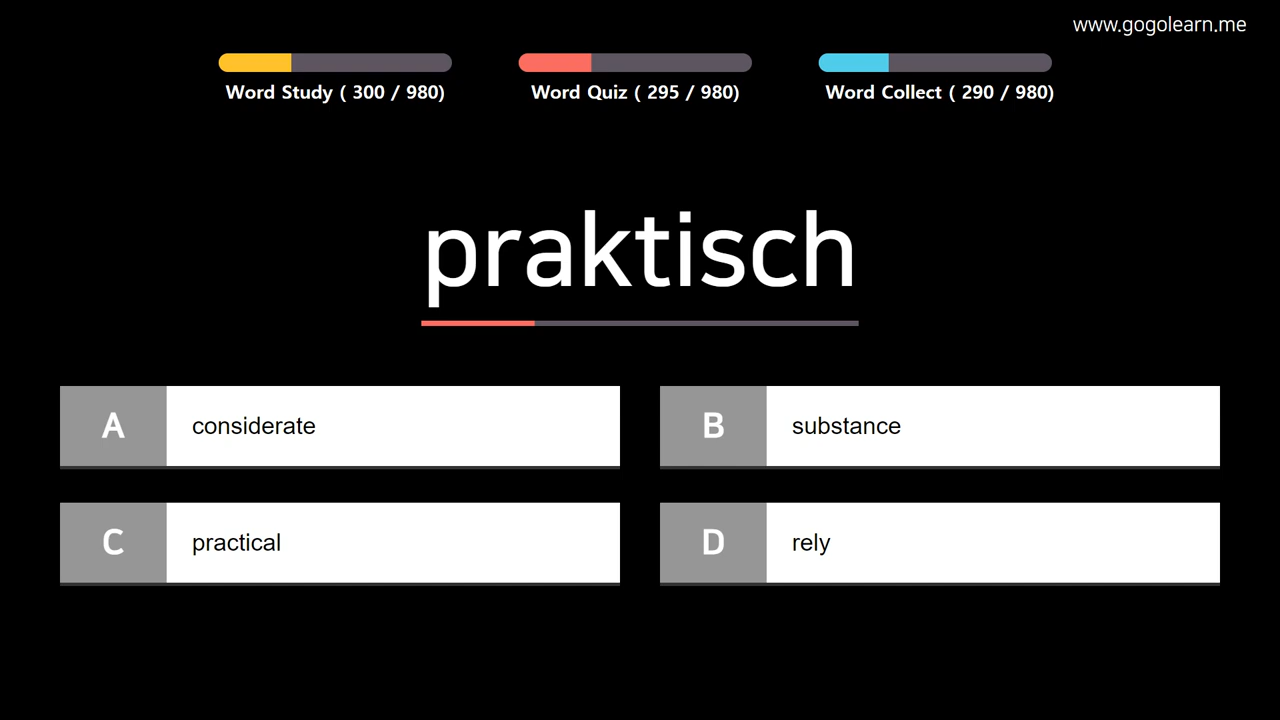 www.gogolearn.me
Word Study ( 300 / 980)
Word Quiz ( 295 / 980)
Word Collect ( 290 / 980)
praktisch
A considerate
B substance
C practical
D rely